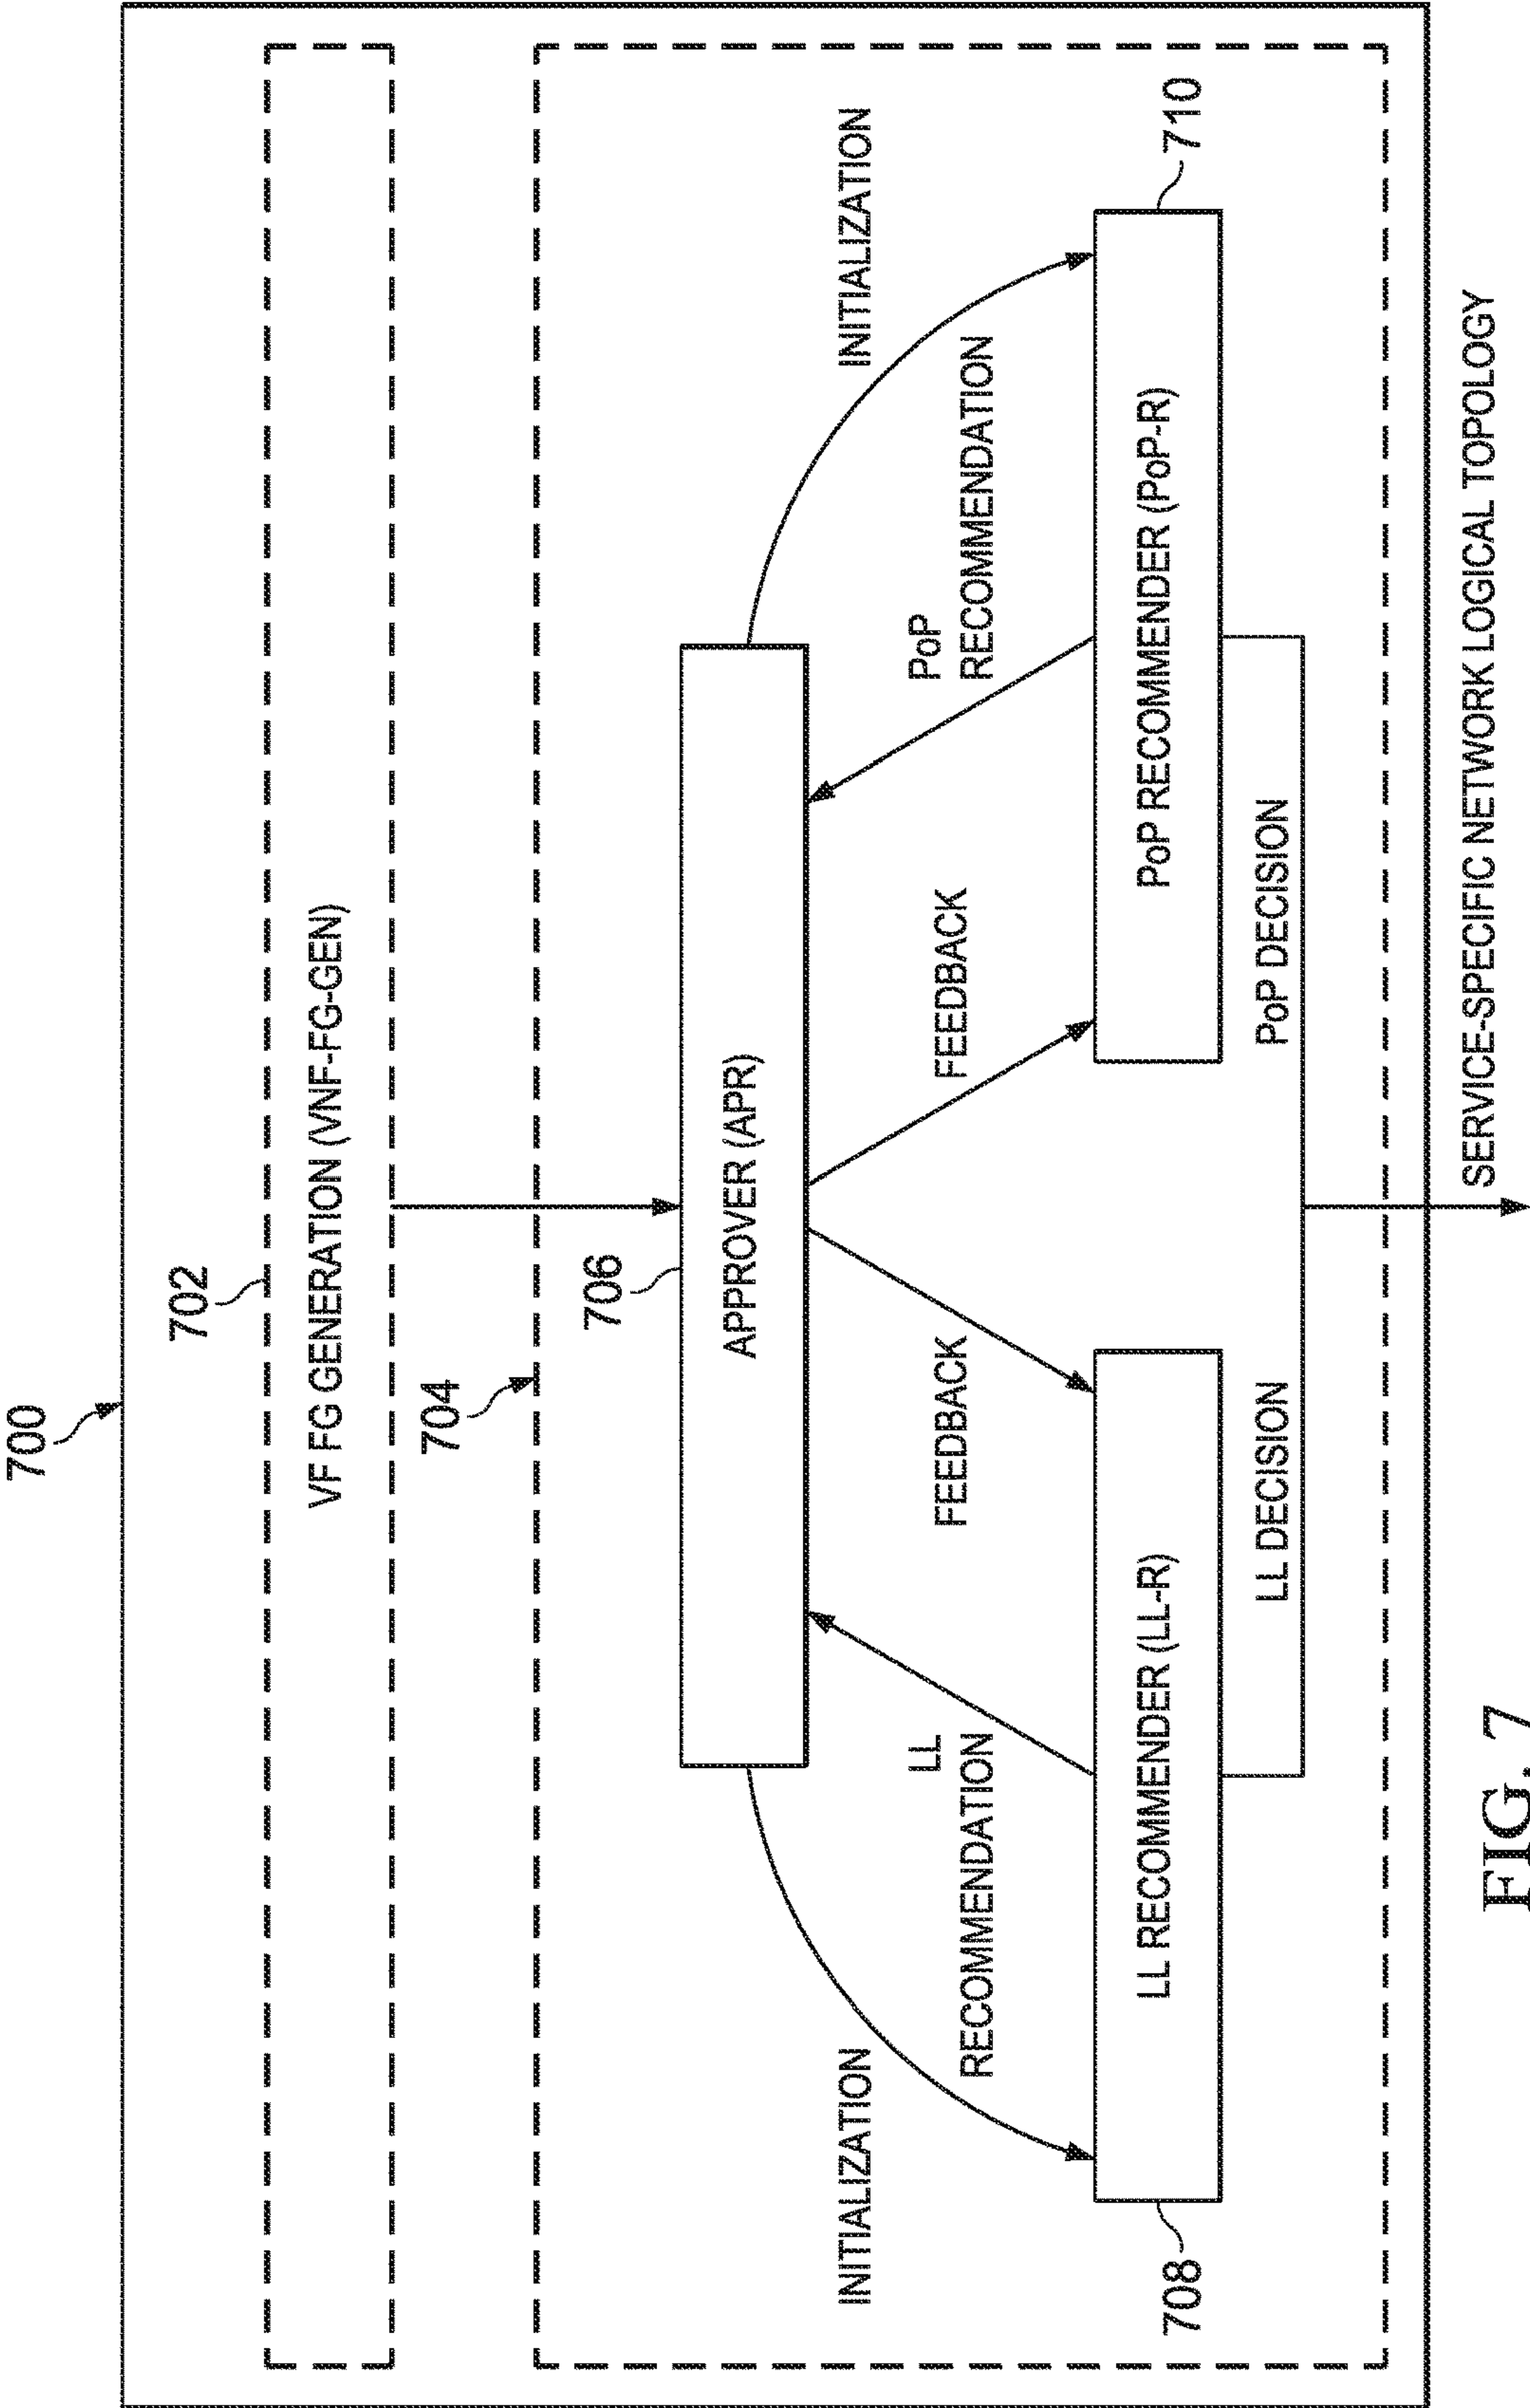 700
702
VF FG GENERATION (VNF-FG-GEN)
704
706
APPROVER (APR)
INITIALIZATION
INITIALIZATION
LL
RECOMMENDATION
FEEDBACK
FEEDBACK
PoP
RECOMMENDATION
708
LL RECOMMENDER (LL-R)
PoP RECOMMENDER (PoP-R)
710
LL DECISION
PoP DECISION
SERVICE-SPECIFIC NETWORK LOGICAL TOPOLOGY
FIG. 7